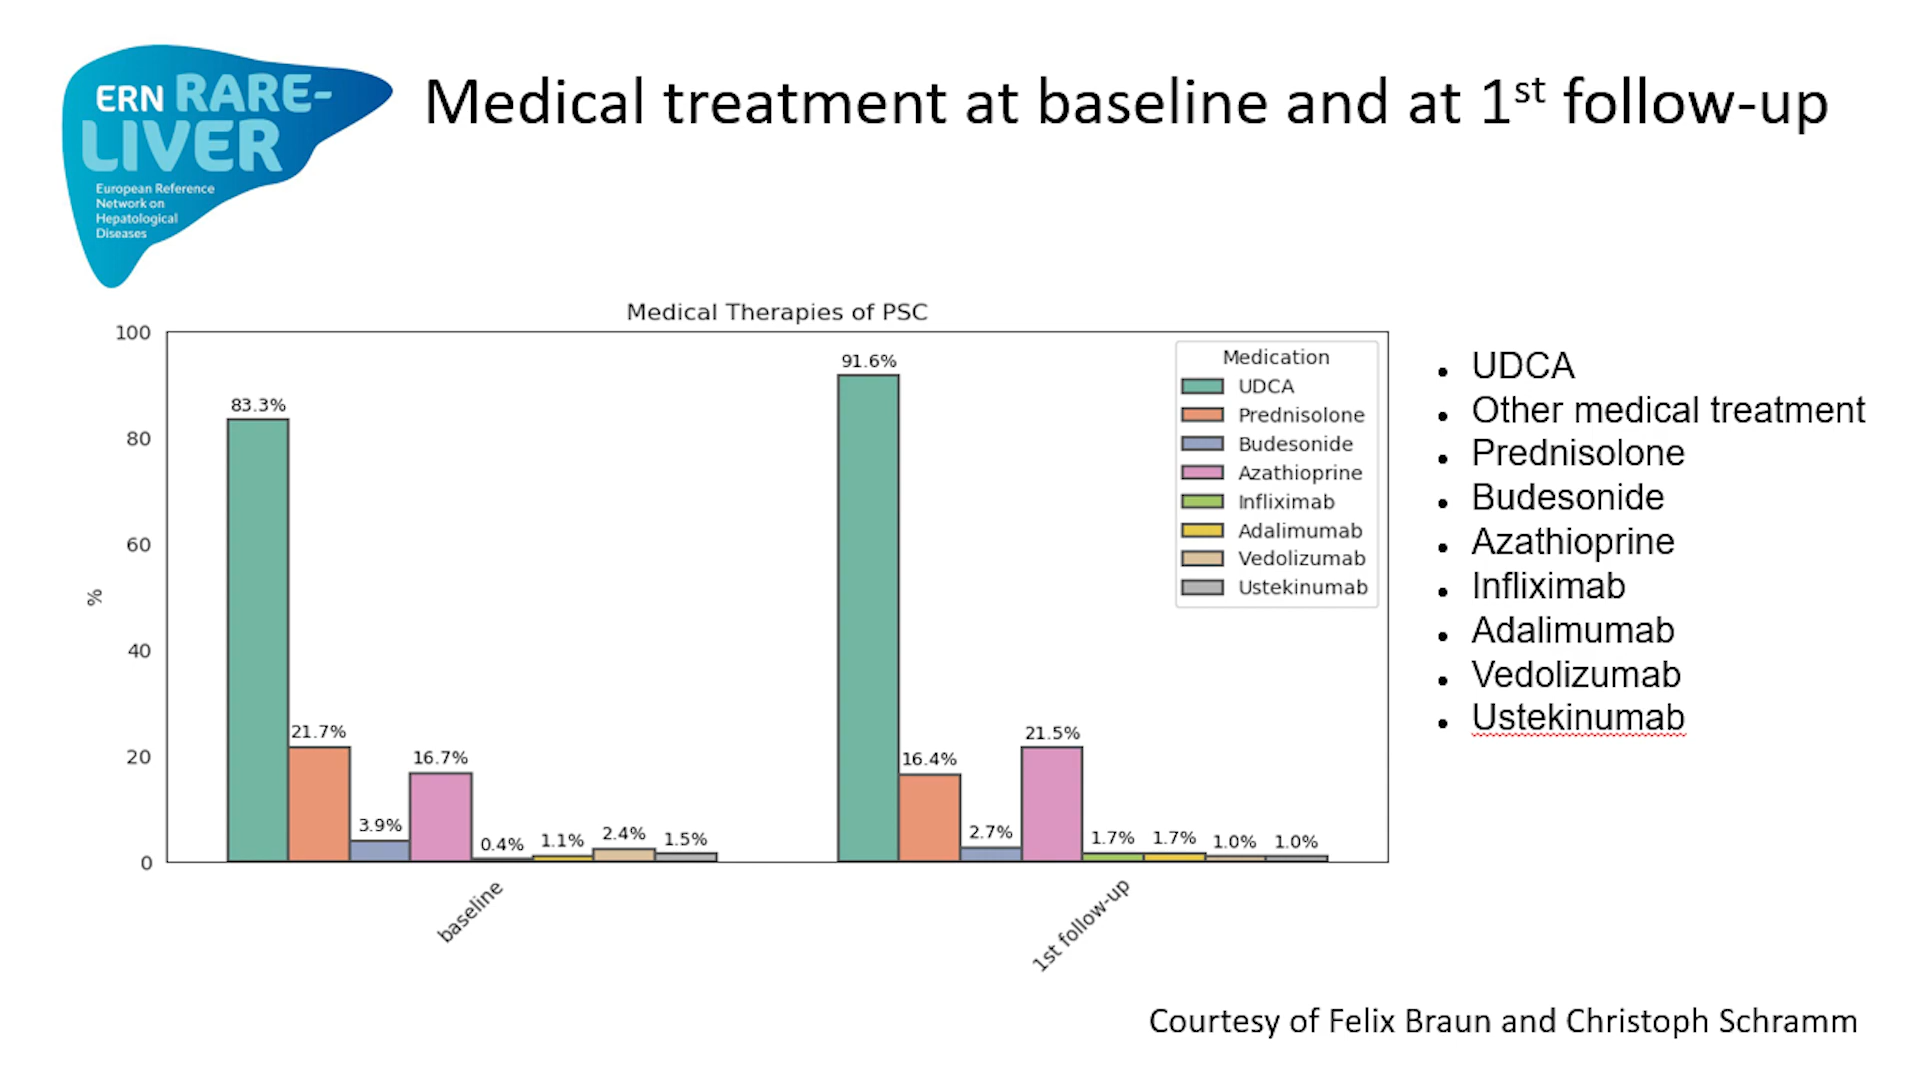 ERN RARE-
LIVER
European Reference
Network on
Hepatological
Diseases
Medical treatment at baseline and at 1st follow-up
Medical Therapies of PSC
100
80
60
40
20
0
%
83.3%
21.7%
3.9%
16.7%
0.4%
1.1%
2.4%
1.5%
baseline
91.6%
16.4%
2.7%
21.5%
1.7%
1.7%
1.0%
1.0%
1st follow-up
Medication
UDCA
Prednisolone
Budesonide
Azathioprine
Infliximab
Adalimumab
Vedolizumab
Ustekinumab
• UDCA
• Other medical treatment
• Prednisolone
• Budesonide
• Azathioprine
• Infliximab
• Adalimumab
• Vedolizumab
• Ustekinumab
Courtesy of Felix Braun and Christoph Schramm